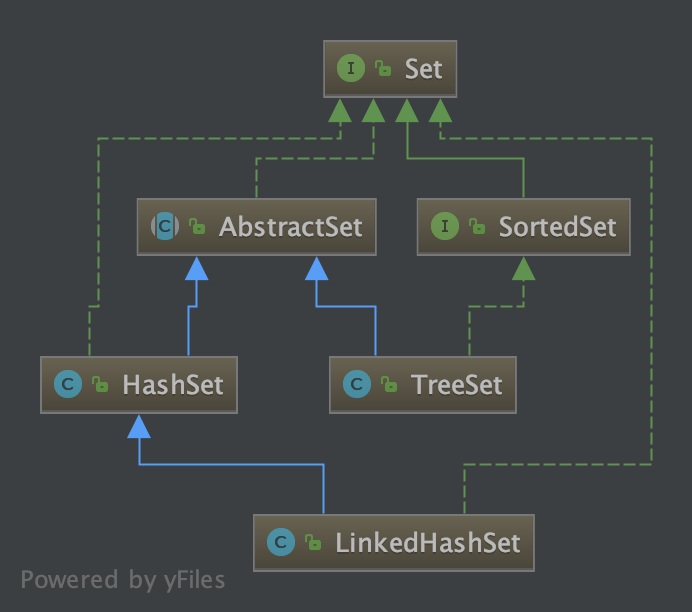 I Set
C AbstractSet
I SortedSet
C HashSet
C TreeSet
C LinkedHashSet
Powered by yFiles